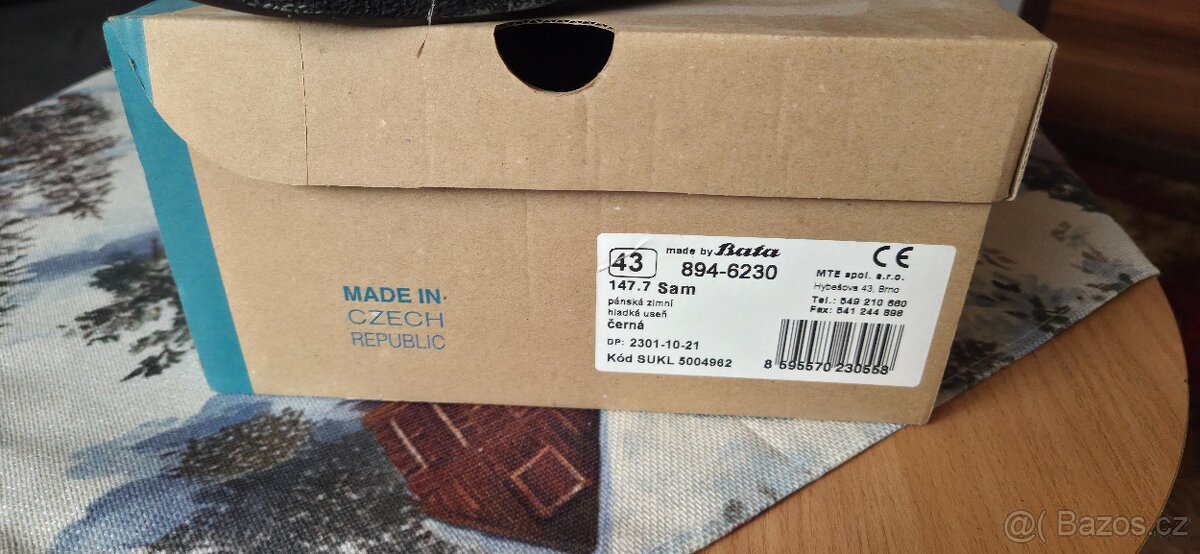 MADE IN
CZECH
REPUBLIC
43 made by Bata
894-6230
147.7 Sam
pánská zimní
hladká useň
černá
DP: 2301-10-21
Kód SUKL 5004962
CE
MTE spol. s.r.o.
Hybešova 43, Brno
Tel.: 549 210 660
Fax: 541 244 898
8 595570 230558
@( Bazos.cz